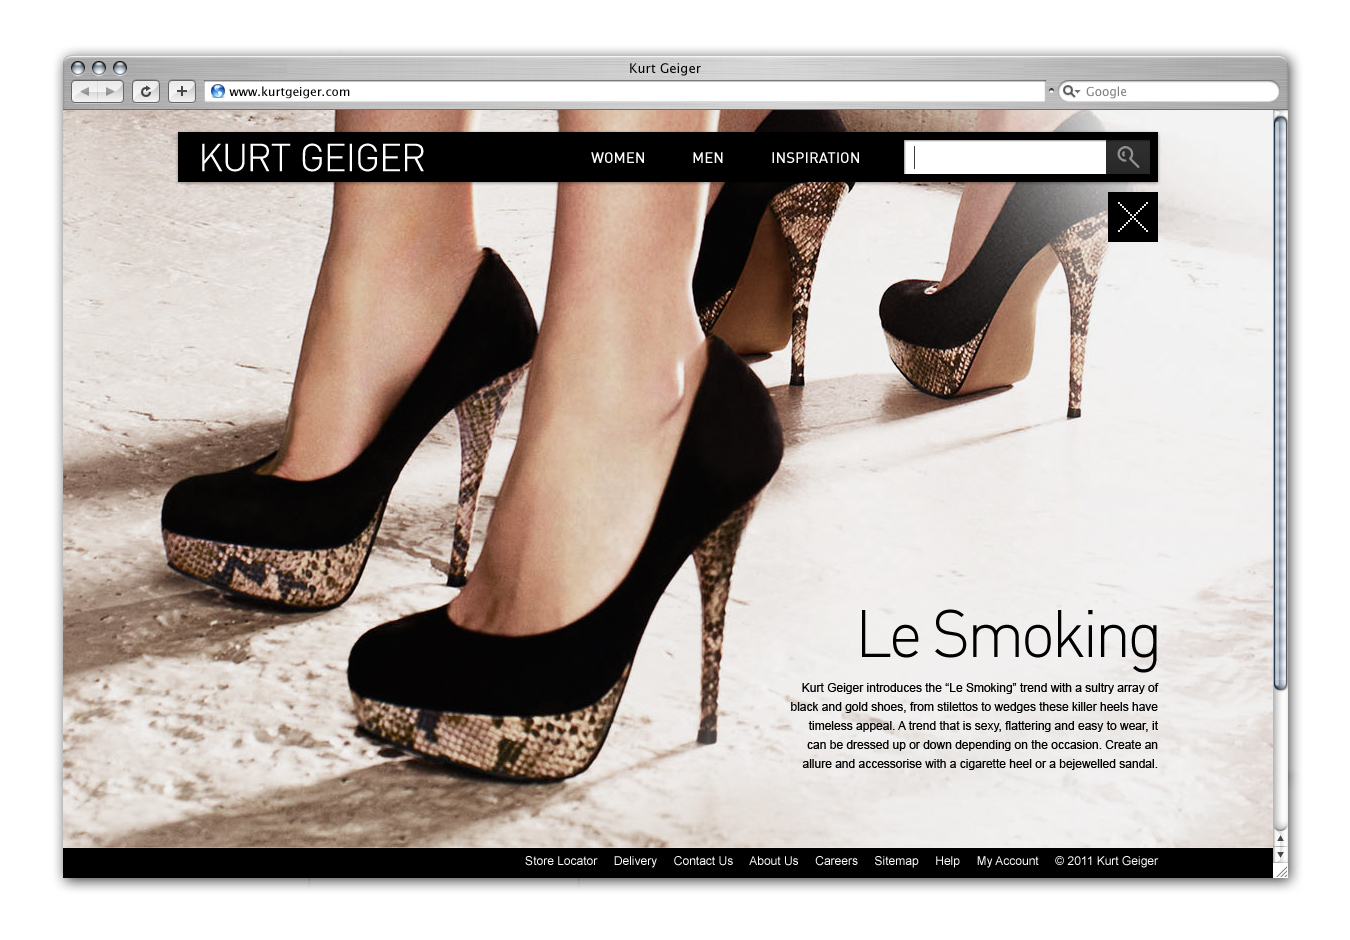 Kurt Geiger
www.kurtgeiger.com
Google
KURT GEIGER
WOMEN
MEN
INSPIRATION
Le Smoking
Kurt Geiger introduces the “Le Smoking” trend with a sultry array of
black and gold shoes, from stilettos to wedges these killer heels have
timeless appeal. A trend that is sexy, flattering and easy to wear, it
can be dressed up or down depending on the occasion. Create an
allure and accessorise with a cigarette heel or a bejewelled sandal.
Store Locator Delivery Contact Us About Us Careers Sitemap Help My Account © 2011 Kurt Geiger